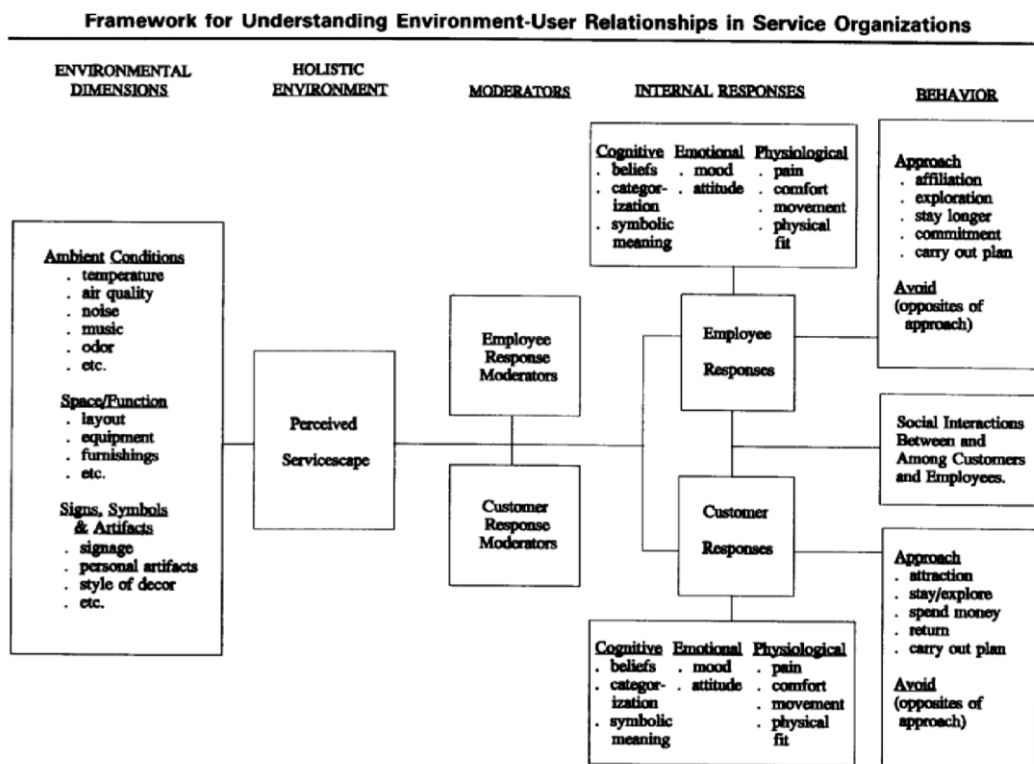 Framework for Understanding Environment-User Relationships in Service Organizations
ENVIRONMENTAL
DIMENSIONS
HOLISTIC
ENVIRONMENT
MODERATORS
INTERNAL RESPONSES
BEHAVIOR
Ambient Conditions
. temperature
. air quality
. noise
. music
. odor
. etc.
Space/Function
. layout
. equipment
. furnishings
. etc.
Signs, Symbols
& Artifacts
. signage
. personal artifacts
. style of decor
. etc.
Perceived
Servicescape
Employee
Response
Moderators
Customer
Response
Moderators
Cognitive
. beliefs
. categor-
ization
. symbolic
meaning
Emotional
. mood
. attitude
Physiological
. pain
. comfort
. movement
. physical
fit
Employee
Responses
Customer
Responses
Cognitive
. beliefs
. categor-
ization
. symbolic
meaning
Emotional
. mood
. attitude
Physiological
. pain
. comfort
. movement
. physical
fit
Approach
. affiliation
. exploration
. stay longer
. commitment
. carry out plan
Avoid
(opposites of
approach)
Social Interactions
Between and
Among Customers
and Employees.
Approach
. attraction
. stay/explore
. spend money
. return
. carry out plan
Avoid
(opposites of
approach)